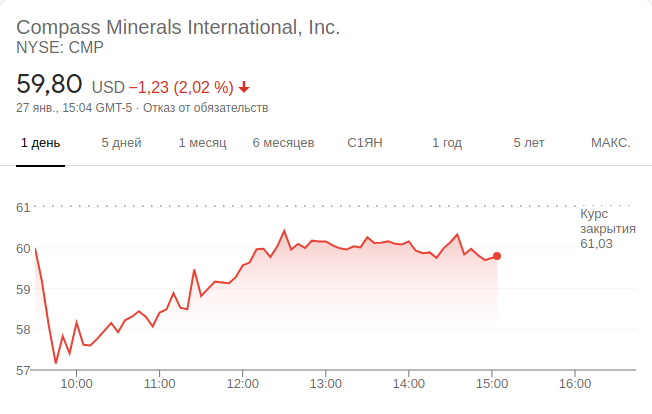 Compass Minerals International, Inc.
NYSE: CMP
59,80 USD −1,23 (2,02 %)
27 янв., 15:04 GMT-5 · Отказ от обязательств
1 день 5 дней 1 месяц 6 месяцев С1ЯН 1 год 5 лет МАКС.
61
Курс
закрытия
61,03
60
59
58
57
10:00 11:00 12:00 13:00 14:00 15:00 16:00